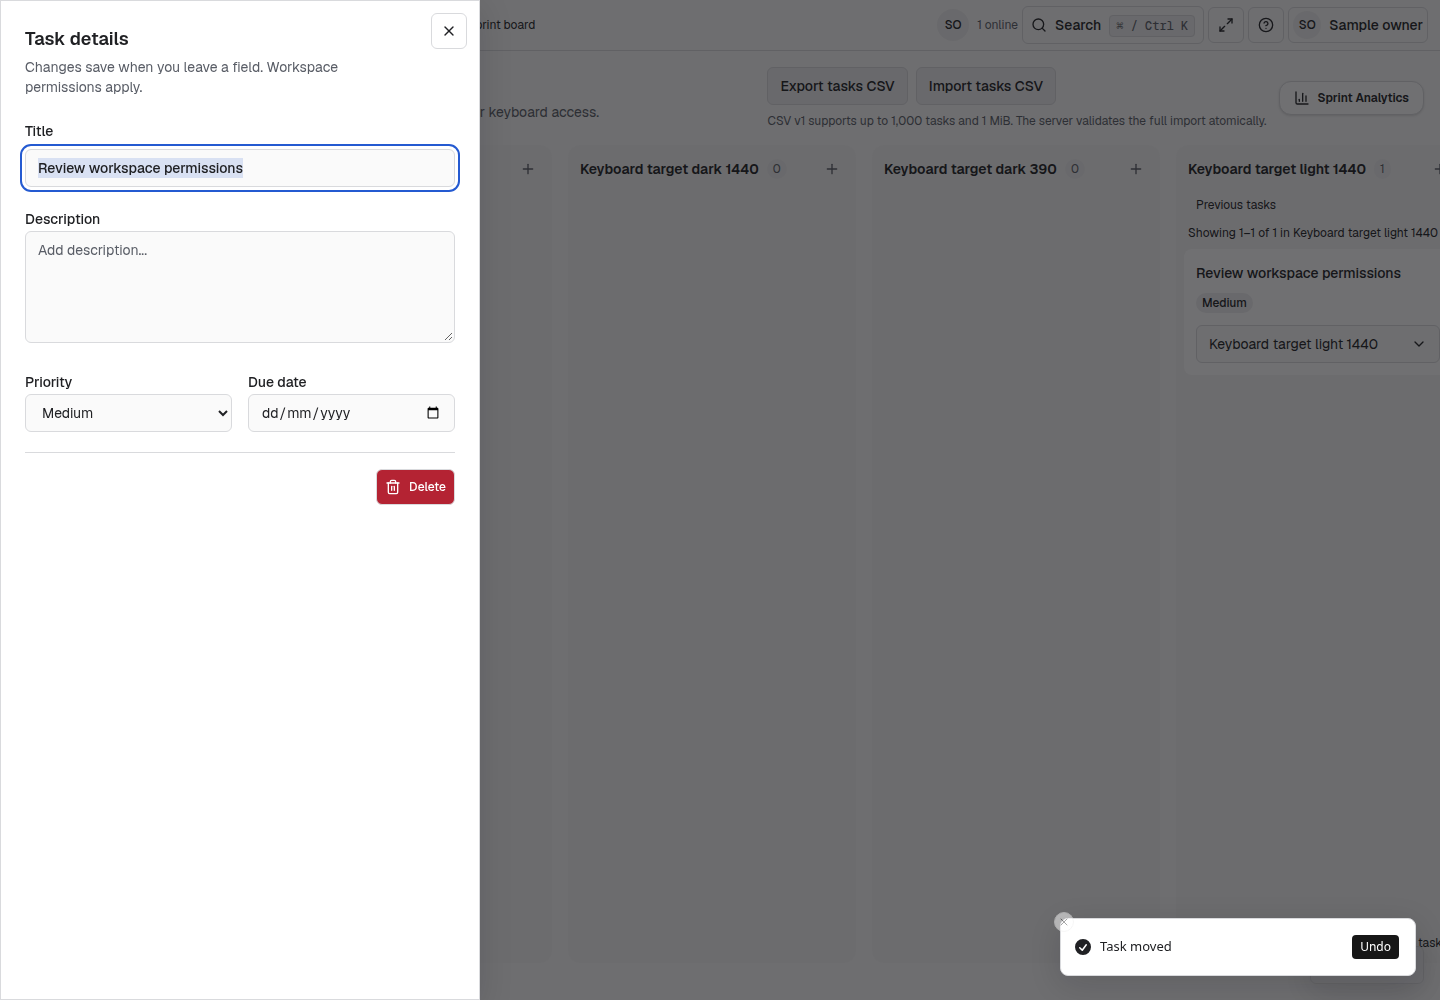 Task details
Changes save when you leave a field. Workspace
permissions apply.
Title
Review workspace permissions
Description
Add description...
Priority
Due date
Medium
dd/mm/yyyy
Delete
print board
SO
1 online
Search
⌘ / Ctrl K
SO
Sample owner
r keyboard access.
Export tasks CSV
Import tasks CSV
CSV v1 supports up to 1,000 tasks and 1 MiB. The server validates the full import atomically.
Sprint Analytics
Keyboard target dark 1440 0
Keyboard target dark 390 0
Keyboard target light 1440 1
Previous tasks
Showing 1–1 of 1 in Keyboard target light 1440
Review workspace permissions
Medium
Keyboard target light 1440
Task moved
Undo
task